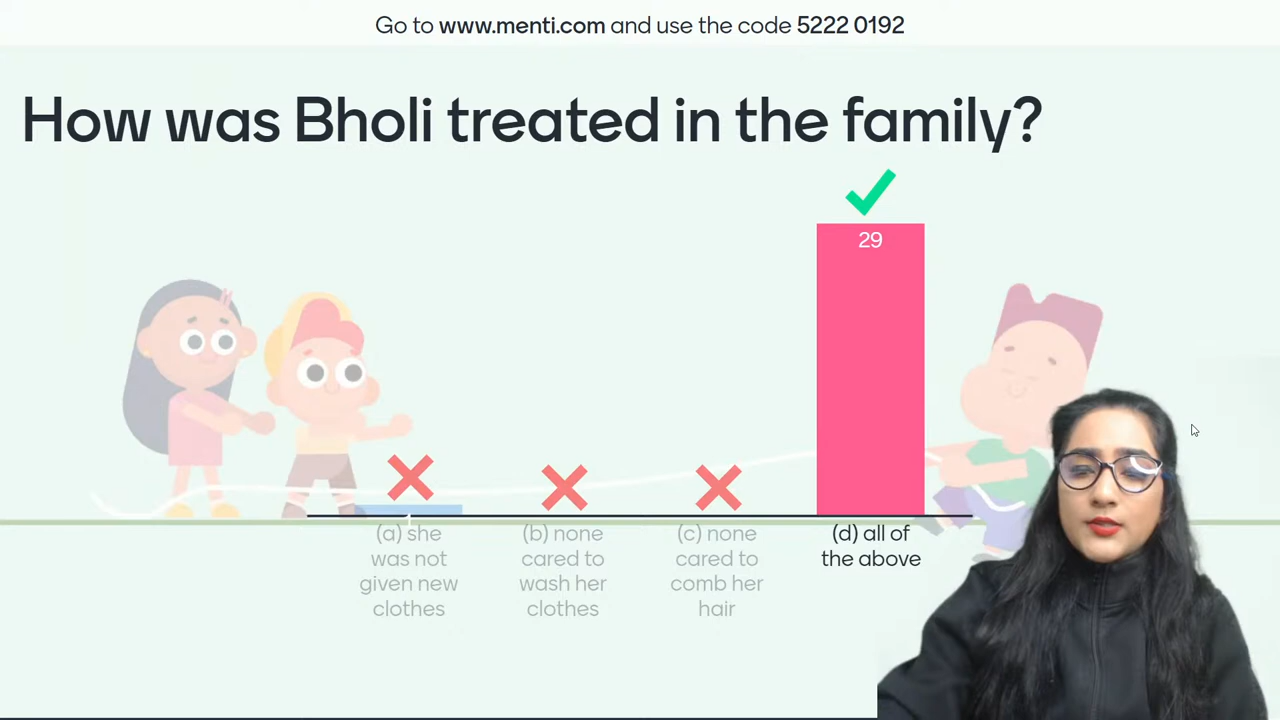 Go to www.menti.com and use the code 5222 0192
How was Bholi treated in the family?
29
1
(a) she
was not
given new
clothes
(b) none
cared to
wash her
clothes
(c) none
cared to
comb her
hair
(d) all of
the above